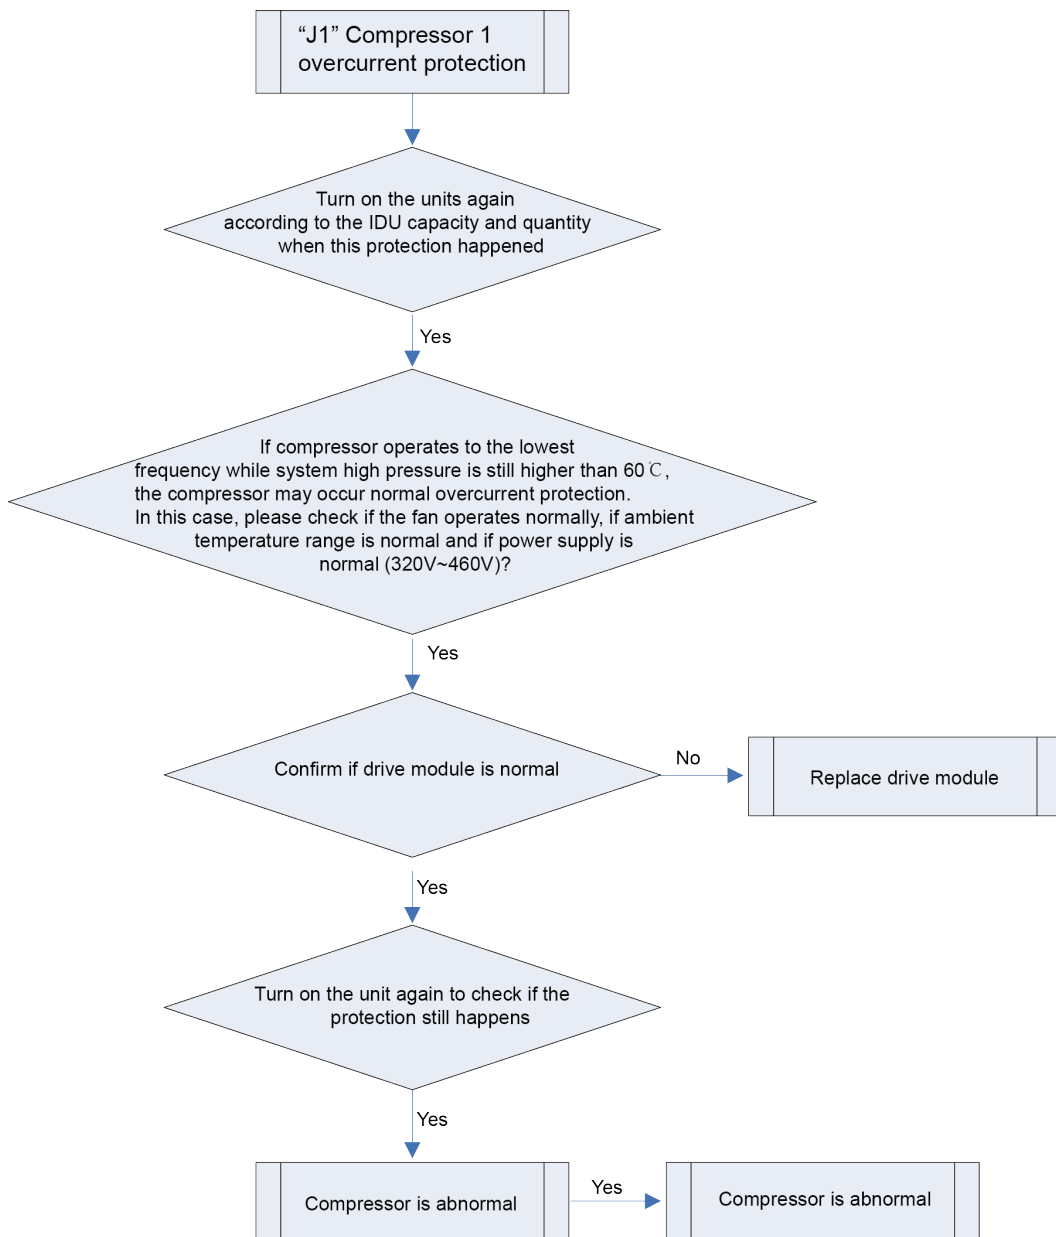 “J1” Compressor 1
overcurrent protection
Turn on the units again
according to the IDU capacity and quantity
when this protection happened
Yes
If compressor operates to the lowest
frequency while system high pressure is still higher than 60℃,
the compressor may occur normal overcurrent protection.
In this case, please check if the fan operates normally, if ambient
temperature range is normal and if power supply is
normal (320V~460V)?
Yes
Confirm if drive module is normal
No
Replace drive module
Yes
Turn on the unit again to check if the
protection still happens
Yes
Compressor is abnormal
Yes
Compressor is abnormal